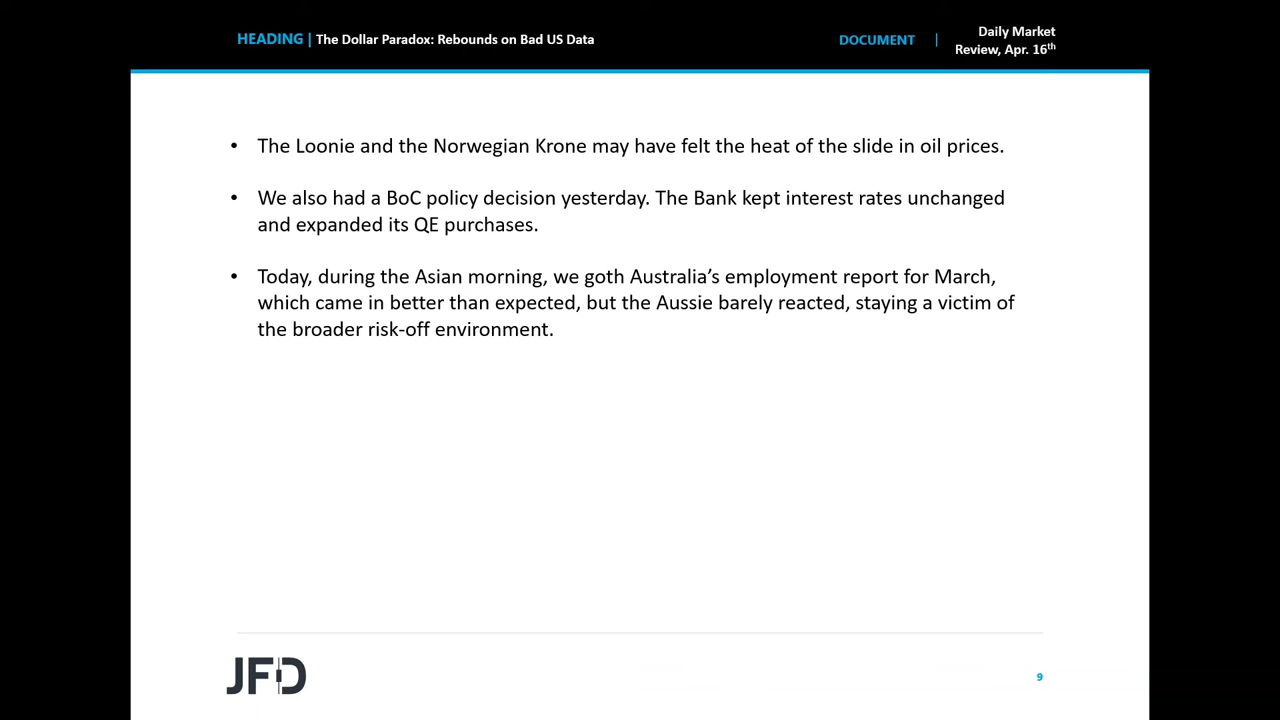 HEADING | The Dollar Paradox: Rebounds on Bad US Data
DOCUMENT | Daily Market
Review, Apr. 16th
• The Loonie and the Norwegian Krone may have felt the heat of the slide in oil prices.
• We also had a BoC policy decision yesterday. The Bank kept interest rates unchanged
and expanded its QE purchases.
• Today, during the Asian morning, we goth Australia’s employment report for March,
which came in better than expected, but the Aussie barely reacted, staying a victim of
the broader risk-off environment.
JFD
9